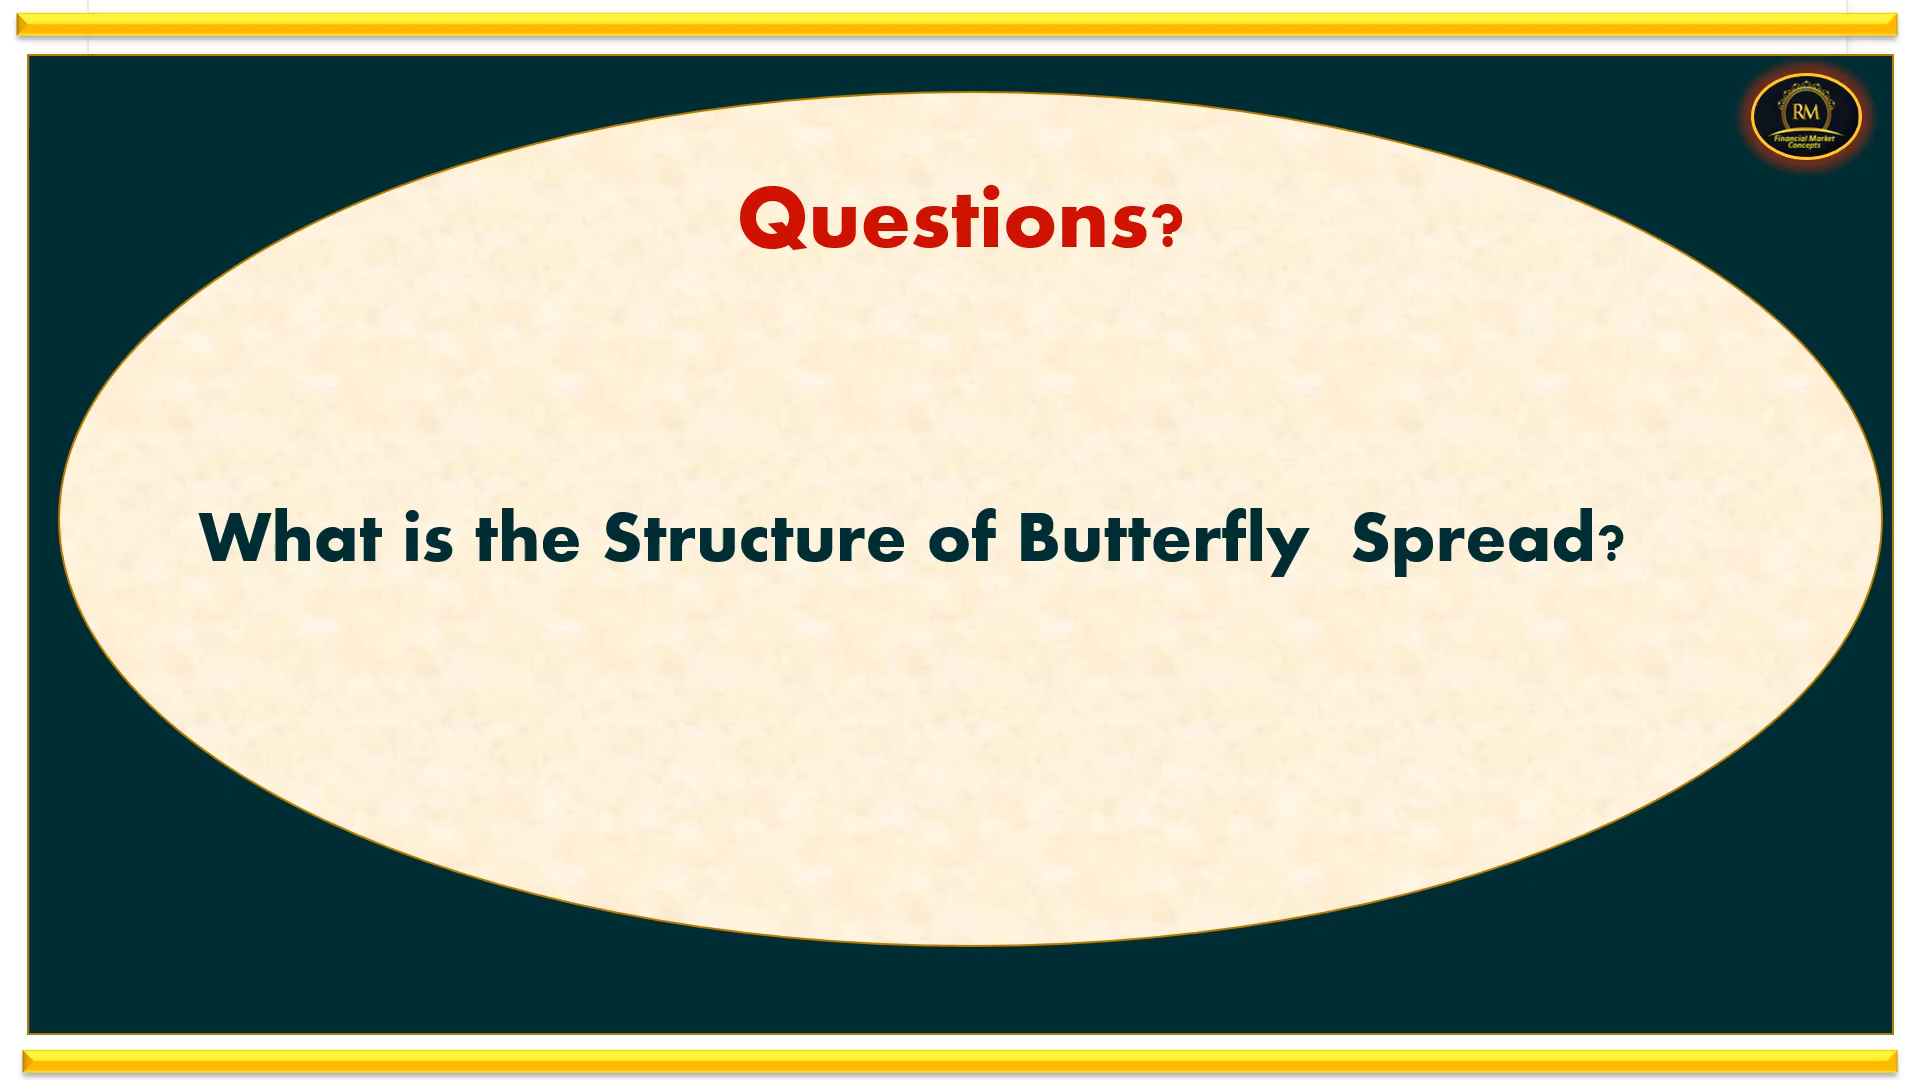 RM
Financial Market
Concepts
Questions?
What is the Structure of Butterfly  Spread?